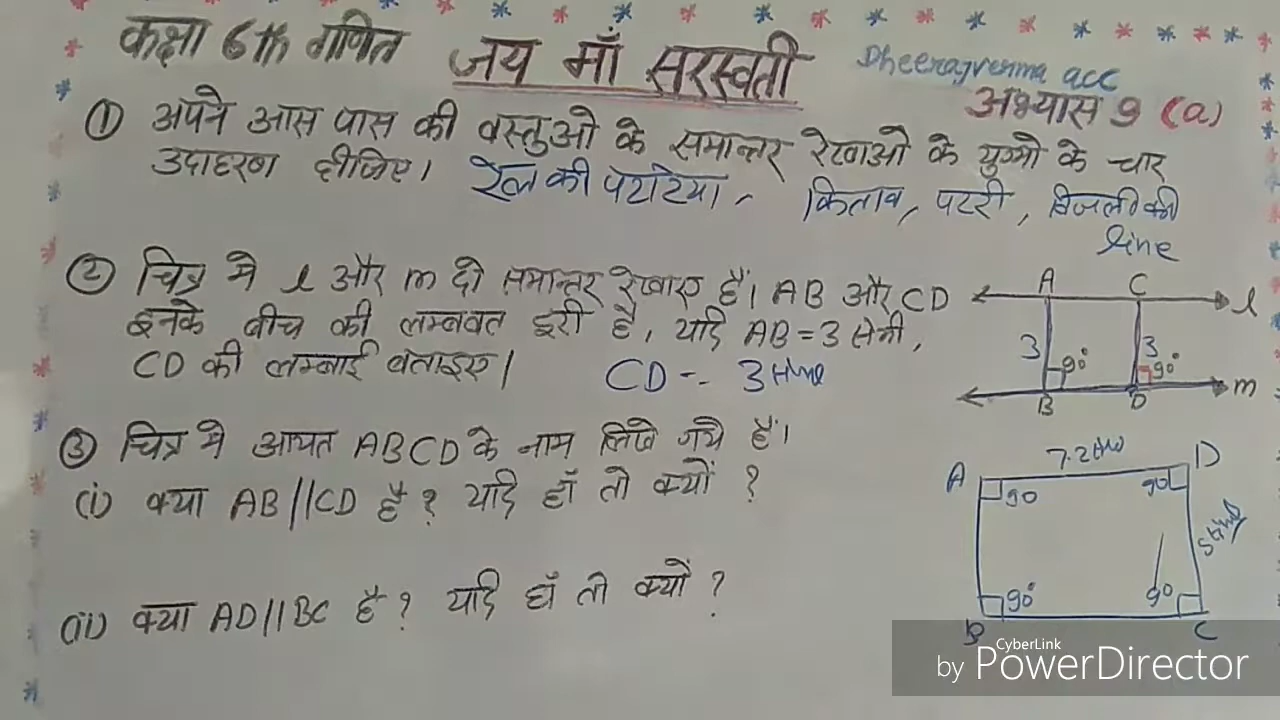 कक्षा 6th गणित जय माँ सरस्वती Dheerajverma acc
अभ्यास 9 (a)
① अपने आस पास की वस्तुओ के समान्तर रेखाओ के युग्मो के चार
उदाहरण दीजिए। रेल की पटरिया, किताब, पटरी, बिजली की
line
② चित्र मे l और m दो समान्तर रेखाए हैं। AB और CD
इनके बीच की लम्बवत दूरी है, यदि AB = 3 सेमी,
CD की लम्बाई बताइए। CD -- 3 सेमी
A C l
3 90° 3 90°
B D m
③ चित्र मे आयत ABCD के नाम लिखे गये हैं।
(i) क्या AB//CD है? यदि हाँ तो क्यों ?
(ii) क्या AD//BC है? यदि हाँ तो क्यों ?
A 7.2 सेमी D
90 90
5 सेमी
90° 90°
B C
CyberLink
by PowerDirector